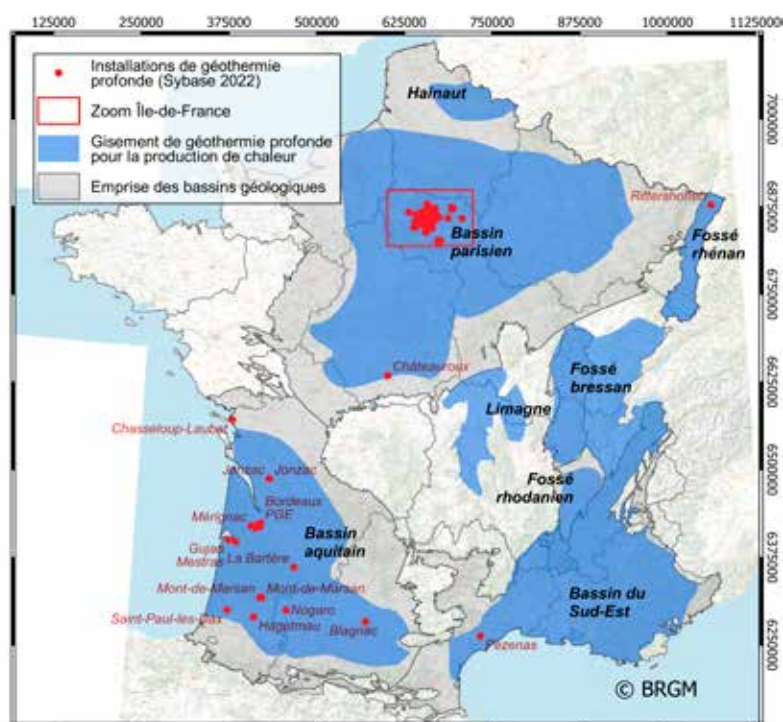 125000 250000 375000 500000 625000 750000 875000 1000000 1125000
Installations de géothermie
profonde (Sybase 2022)
Zoom Île-de-France
Gisement de géothermie profonde
pour la production de chaleur
Emprise des bassins géologiques
Hainaut
7000000
6875000
Rittershoffen
Bassin
parisien
Fossé
rhénan
6750000
Châteauroux
Fossé
bressan
6625000
Limagne
Chasseloup-Laubat
Jonzac Jonzac
6500000
Fossé
rhodanien
Bordeaux
PGE
Mérignac
Bassin
aquitain
Gujan
Mestras
La Bartère
6375000
Bassin du
Sud-Est
Mont-de-Marsan Mont-de-Marsan
Saint-Paul-les-Dax
Nogaro
Hagetmau
Blagnac
Pézenas
6250000
© BRGM